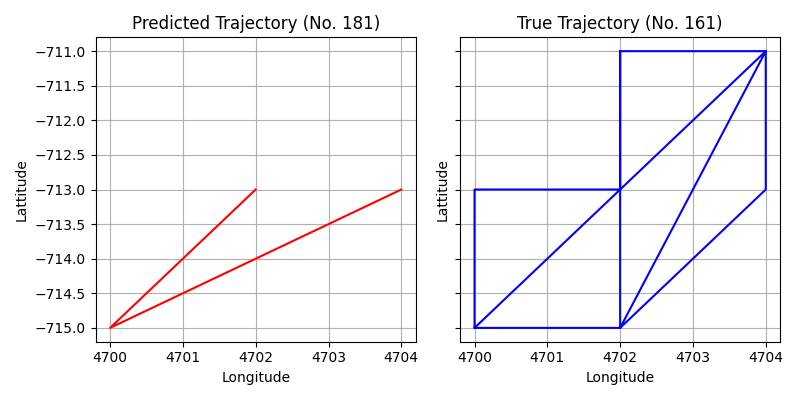 Predicted Trajectory (No. 181)
Lattitude
−711.0
−711.5
−712.0
−712.5
−713.0
−713.5
−714.0
−714.5
−715.0
4700 4701 4702 4703 4704
Longitude
True Trajectory (No. 161)
Lattitude
4700 4701 4702 4703 4704
Longitude